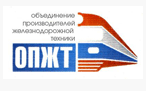 объединение
производителей
железнодорожной
техники
ОПЖТ